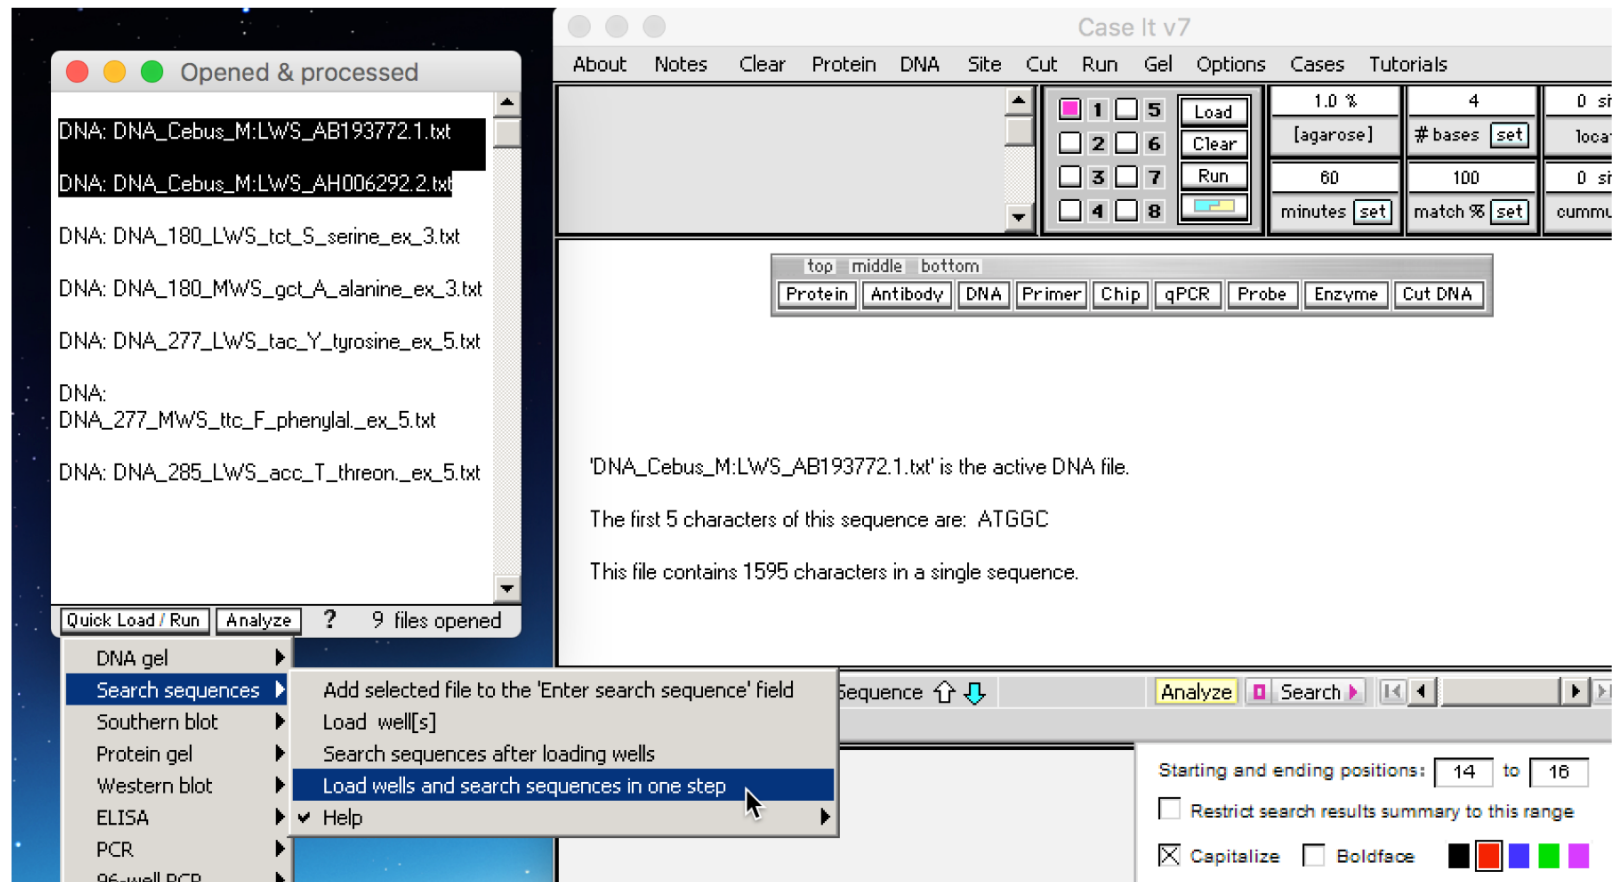 Case It v7
About Notes Clear Protein DNA Site Cut Run Gel Options Cases Tutorials
Opened & processed
DNA: DNA_Cebus_M:LWS_AB193772.1.txt
DNA: DNA_Cebus_M:LWS_AH006292.2.txt
DNA: DNA_180_LWS_tct_S_serine_ex_3.txt
DNA: DNA_180_MWS_gct_A_alanine_ex_3.txt
DNA: DNA_277_LWS_tac_Y_tyrosine_ex_5.txt
DNA:
DNA_277_MWS_ttc_F_phenylal._ex_5.txt
DNA: DNA_285_LWS_acc_T_threon._ex_5.txt
Quick Load / Run Analyze ? 9 files opened
1 5 Load
2 6 Clear
3 7 Run
4 8
1.0 % 4 0
[agarose] # bases set
60 100 0
minutes set match % set
top middle bottom
Protein Antibody DNA Primer Chip qPCR Probe Enzyme Cut DNA
'DNA_Cebus_M:LWS_AB193772.1.txt' is the active DNA file.
The first 5 characters of this sequence are: ATGGC
This file contains 1595 characters in a single sequence.
DNA gel
Search sequences
Southern blot
Protein gel
Western blot
ELISA
PCR
96-well PCR
Add selected file to the 'Enter search sequence' field
Load well[s]
Search sequences after loading wells
Load wells and search sequences in one step
Help
Sequence Analyze Search
Starting and ending positions: 14 to 16
Restrict search results summary to this range
Capitalize Boldface